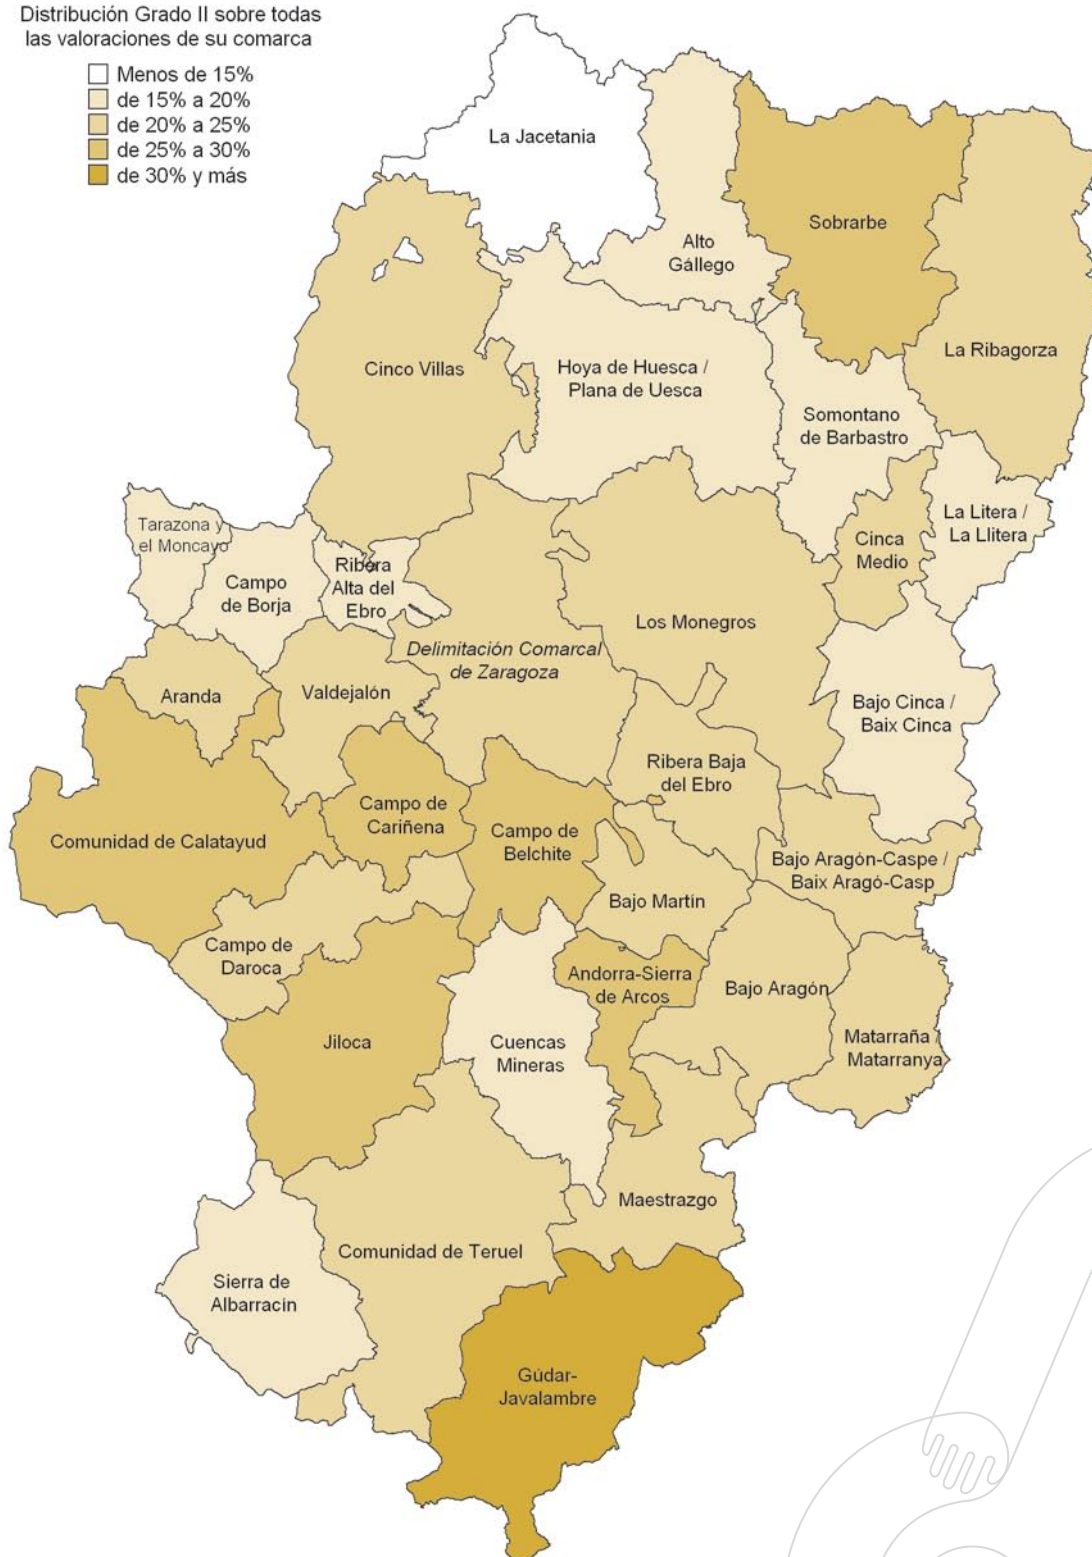 Distribución Grado II sobre todas
las valoraciones de su comarca
Menos de 15%
de 15% a 20%
de 20% a 25%
de 25% a 30%
de 30% y más
La Jacetania
Alto
Gállego
Sobrarbe
La Ribagorza
Cinco Villas
Hoya de Huesca /
Plana de Uesca
Somontano
de Barbastro
La Litera /
La Llitera
Cinca
Medio
Tarazona y
el Moncayo
Campo
de Borja
Ribera
Alta del
Ebro
Delimitación Comarcal
de Zaragoza
Los Monegros
Bajo Cinca /
Baix Cinca
Aranda
Valdejalón
Ribera Baja
del Ebro
Comunidad de Calatayud
Campo de
Cariñena
Campo de
Belchite
Bajo Aragón-Caspe /
Baix Aragó-Casp
Bajo Martín
Campo de
Daroca
Andorra-Sierra
de Arcos
Bajo Aragón
Jiloca
Cuencas
Mineras
Matarraña /
Matarranya
Maestrazgo
Comunidad de Teruel
Sierra de
Albarracín
Gúdar-
Javalambre